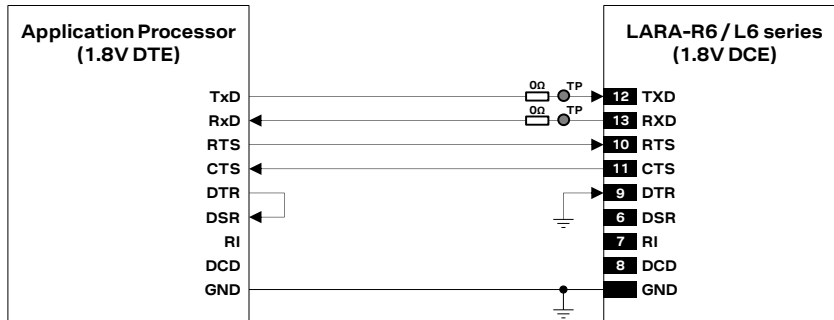 Application Processor
(1.8V DTE)
LARA-R6 / L6 series
(1.8V DCE)
TxD 0Ω TP 12 TXD
RxD 0Ω TP 13 RXD
RTS 10 RTS
CTS 11 CTS
DTR 9 DTR
DSR 6 DSR
RI 7 RI
DCD 8 DCD
GND GND